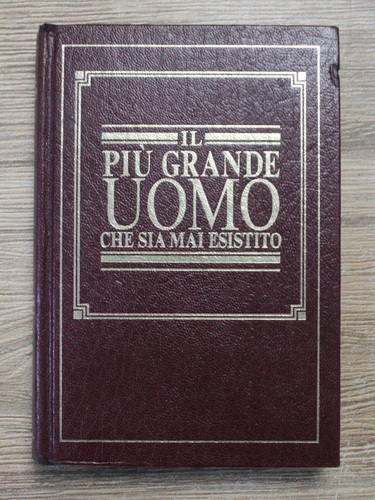 IL
PIÙ GRANDE
UOMO
CHE SIA MAI ESISTITO